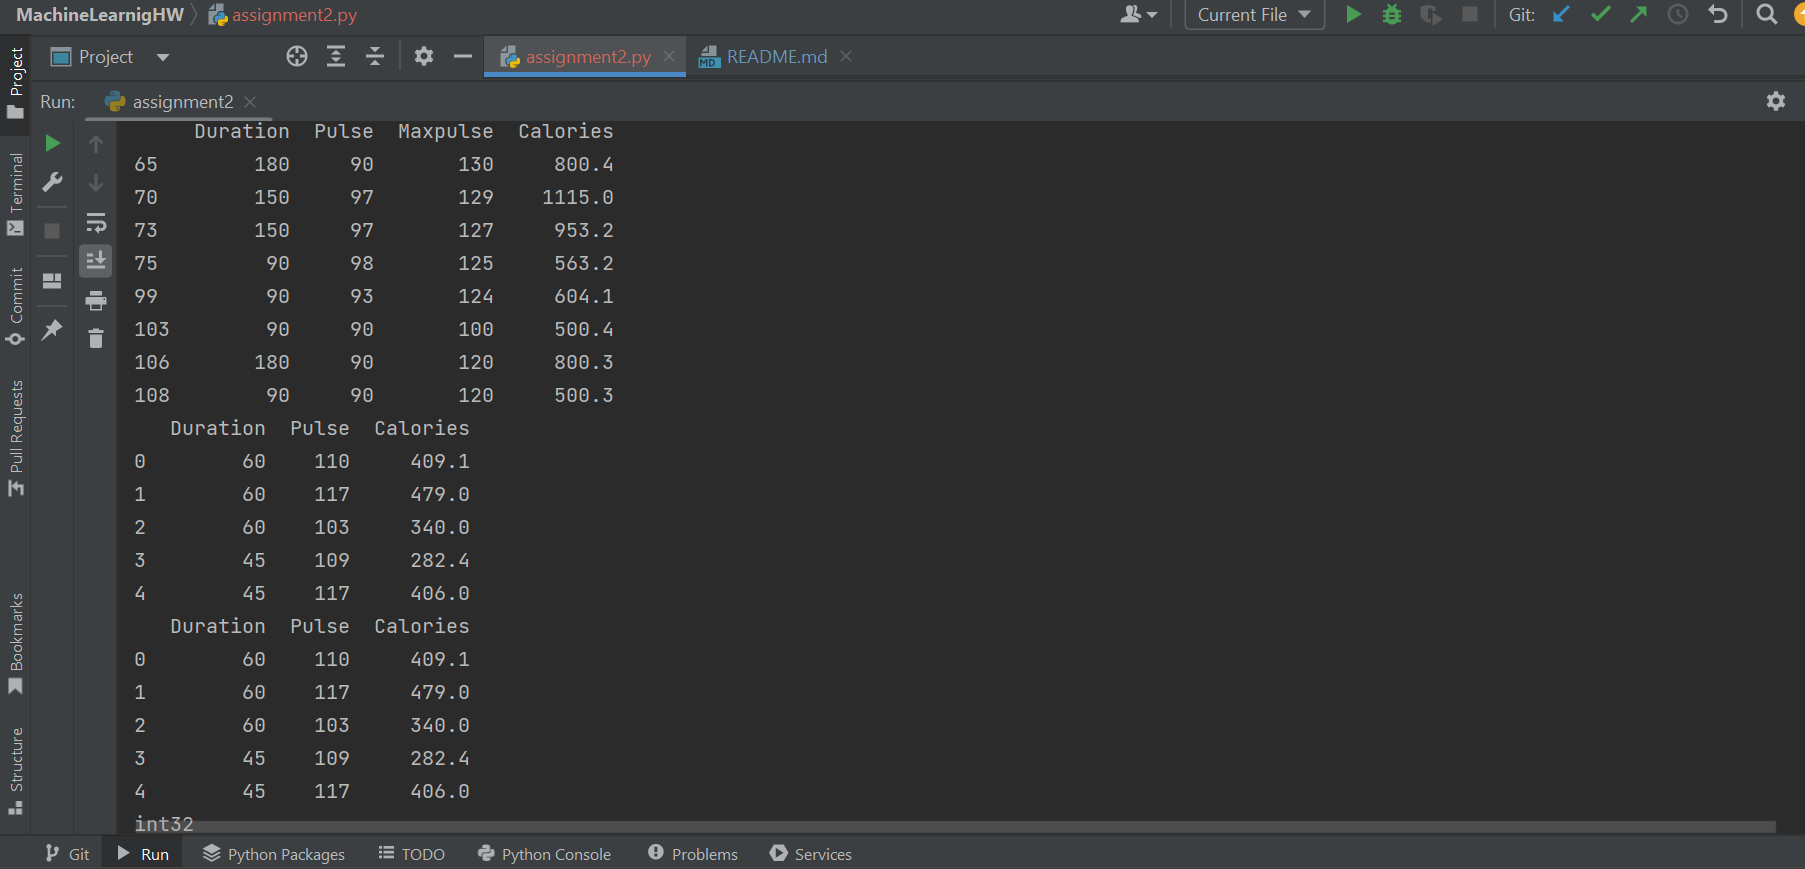 MachineLearnigHW assignment2.py Current File Git:
Project assignment2.py README.md
Run: assignment2
Project
Terminal
Commit
Pull Requests
Bookmarks
Structure
Duration Pulse Maxpulse Calories
65 180 90 130 800.4
70 150 97 129 1115.0
73 150 97 127 953.2
75 90 98 125 563.2
99 90 93 124 604.1
103 90 90 100 500.4
106 180 90 120 800.3
108 90 90 120 500.3
Duration Pulse Calories
0 60 110 409.1
1 60 117 479.0
2 60 103 340.0
3 45 109 282.4
4 45 117 406.0
Duration Pulse Calories
0 60 110 409.1
1 60 117 479.0
2 60 103 340.0
3 45 109 282.4
4 45 117 406.0
int32
Git Run Python Packages TODO Python Console Problems Services